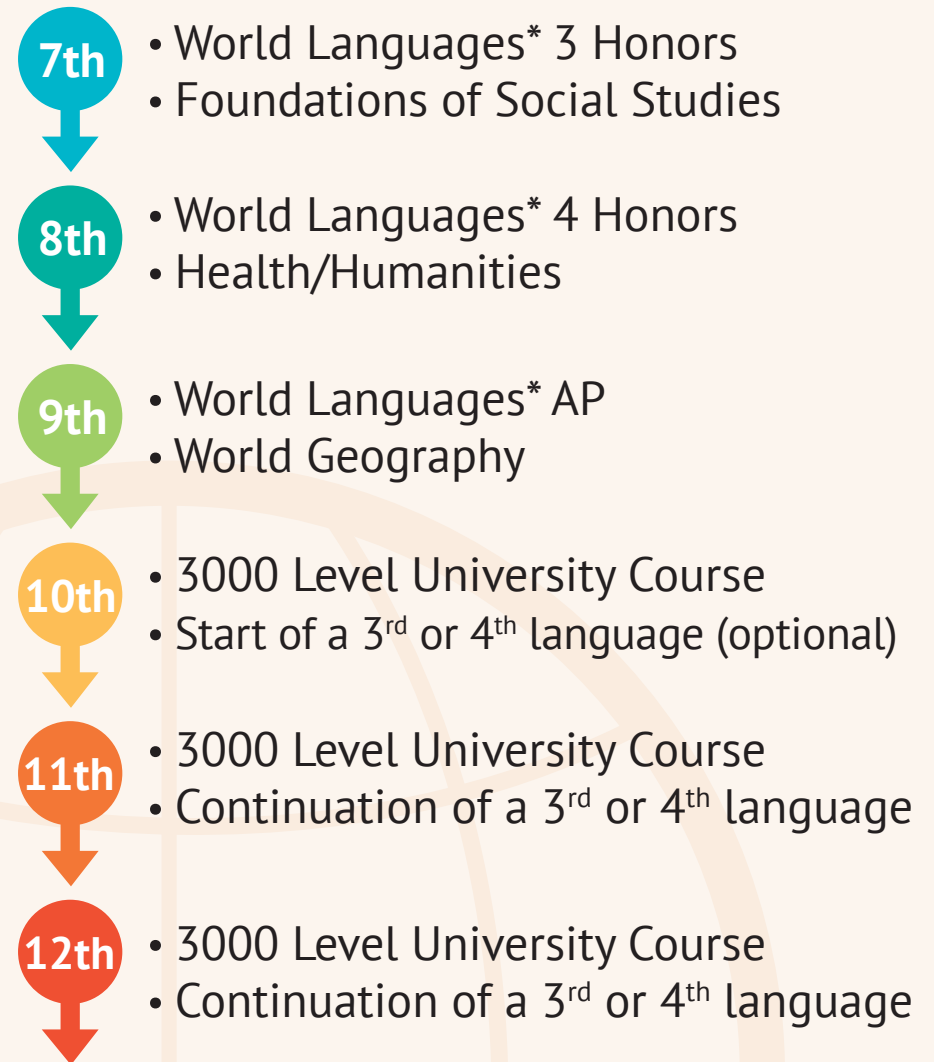 7th
• World Languages* 3 Honors
• Foundations of Social Studies
8th
• World Languages* 4 Honors
• Health/Humanities
9th
• World Languages* AP
• World Geography
10th
• 3000 Level University Course
• Start of a 3rd or 4th language (optional)
11th
• 3000 Level University Course
• Continuation of a 3rd or 4th language
12th
• 3000 Level University Course
• Continuation of a 3rd or 4th language